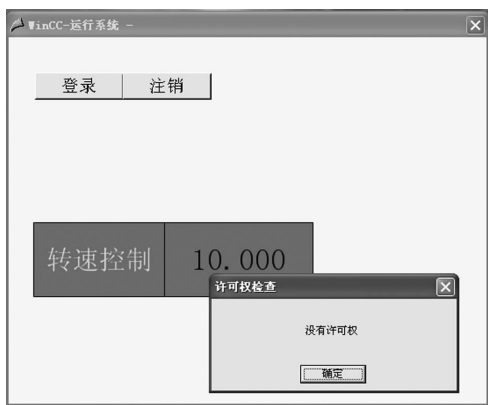 WinCC-运行系统 -
登录 注销
转速控制 10.000
许可权检查
没有许可权
确定